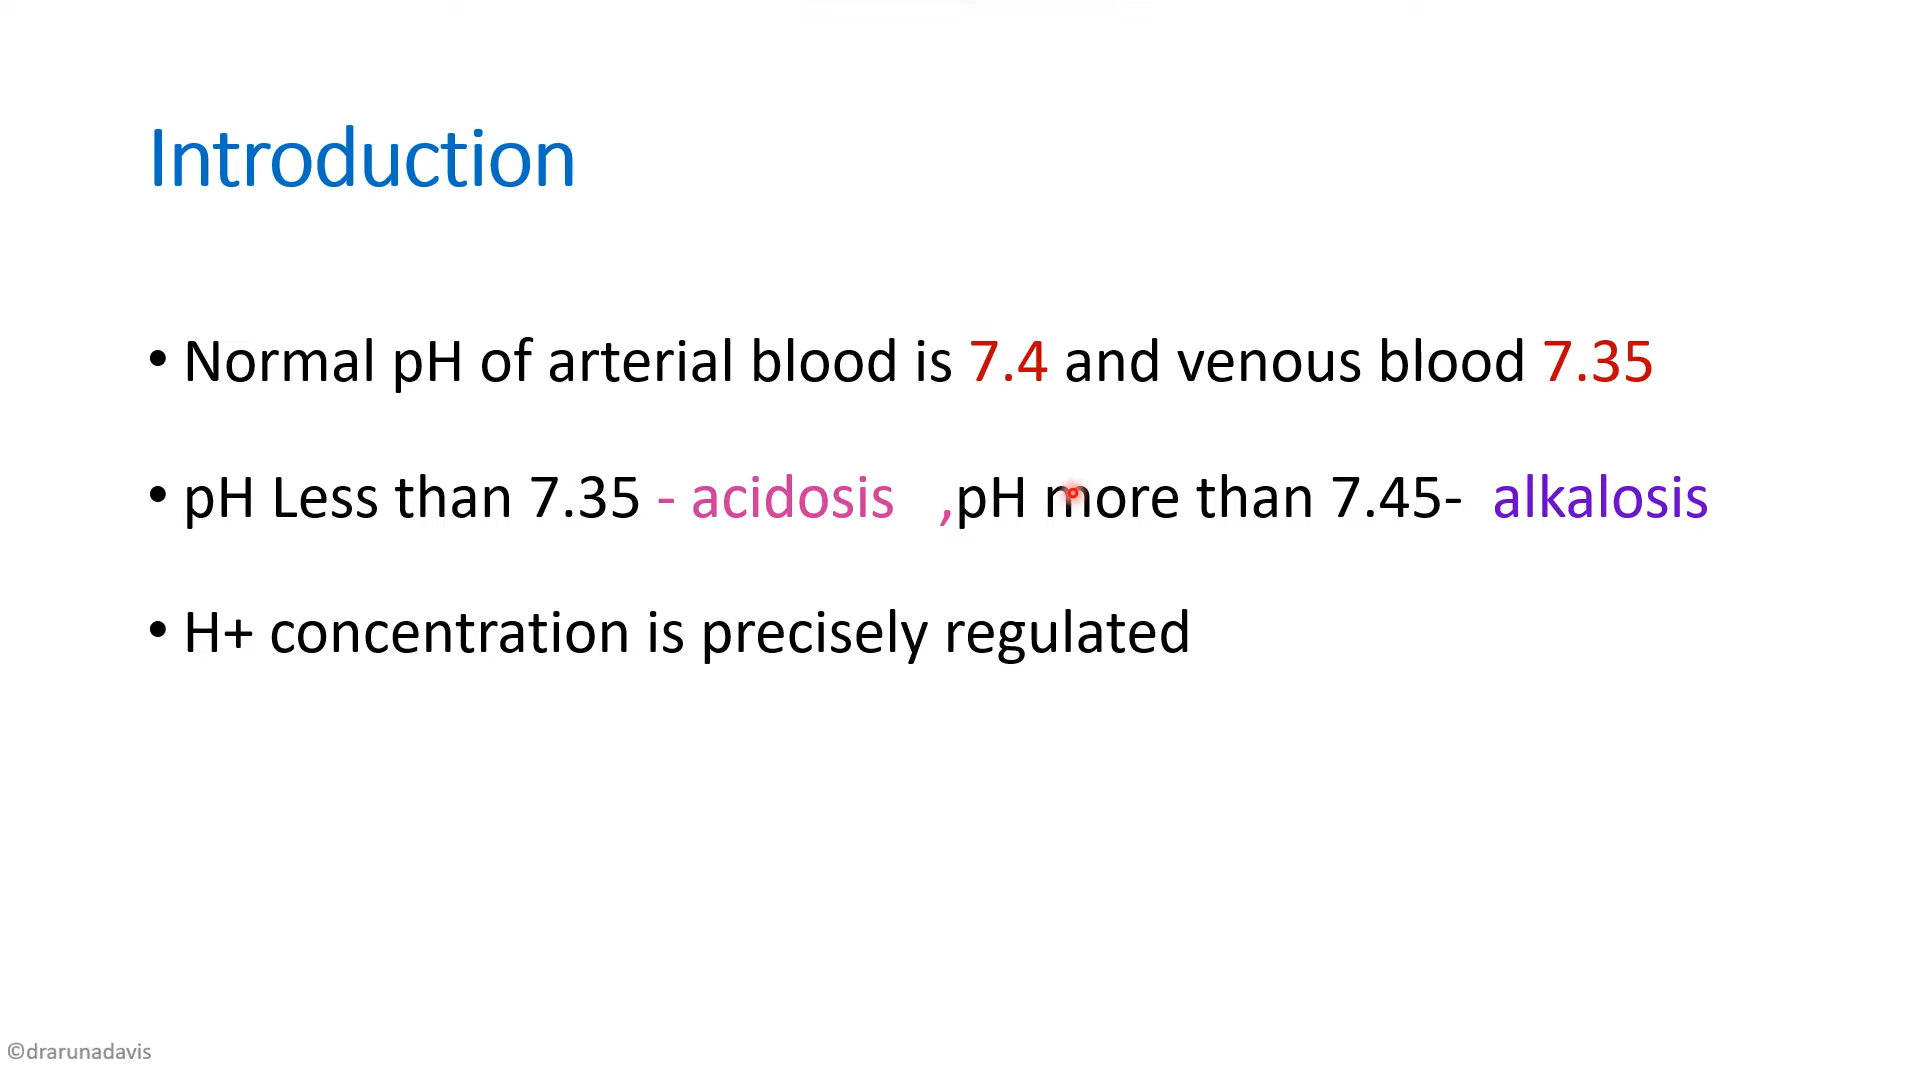 Introduction
• Normal pH of arterial blood is 7.4 and venous blood 7.35
• pH Less than 7.35 - acidosis ,pH more than 7.45- alkalosis
• H+ concentration is precisely regulated
©drarunadavis